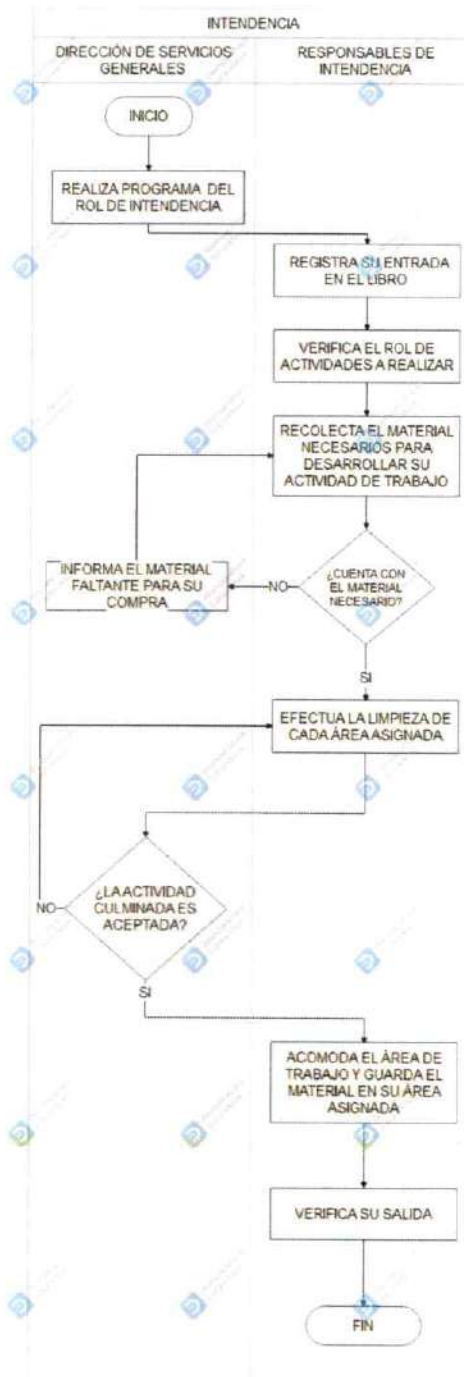 INTENDENCIA
DIRECCIÓN DE SERVICIOS
GENERALES
RESPONSABLES DE
INTENDENCIA
INICIO
REALIZA PROGRAMA DEL
ROL DE INTENDENCIA
REGISTRA SU ENTRADA
EN EL LIBRO
VERIFICA EL ROL DE
ACTIVIDADES A REALIZAR
RECOLECTA EL MATERIAL
NECESARIOS PARA
DESARROLLAR SU
ACTIVIDAD DE TRABAJO
INFORMA EL MATERIAL
FALTANTE PARA SU
COMPRA
NO
¿CUENTA CON
EL MATERIAL
NECESARIO?
SI
EFECTUA LA LIMPIEZA DE
CADA ÁREA ASIGNADA
¿LA ACTIVIDAD
CULMINADA ES
ACEPTADA?
NO
SI
ACOMODA EL ÁREA DE
TRABAJO Y GUARDA EL
MATERIAL EN SU ÁREA
ASIGNADA
VERIFICA SU SALIDA
FIN